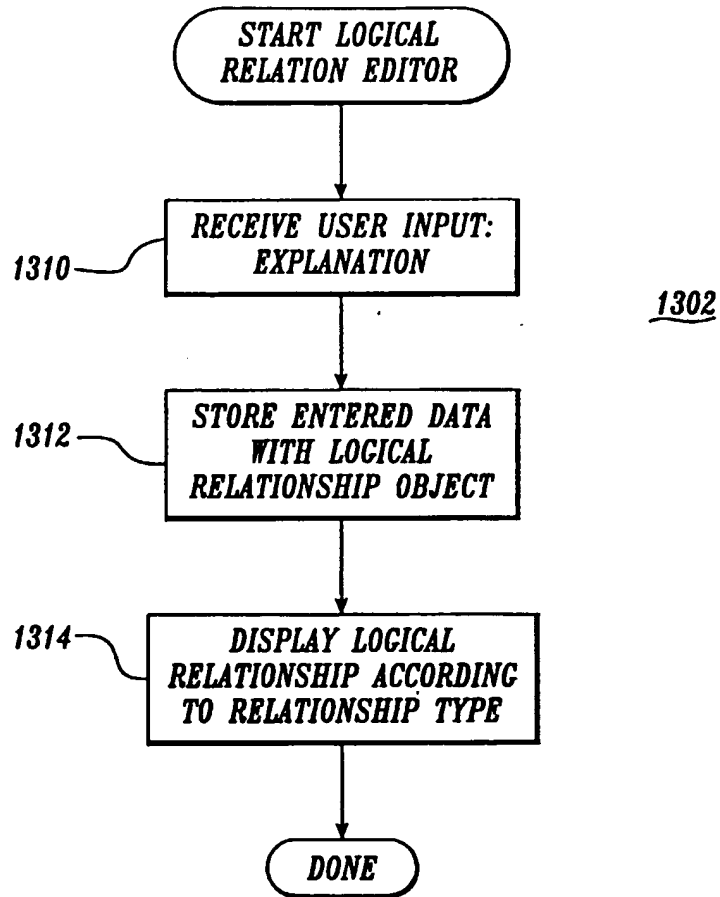 START LOGICAL
RELATION EDITOR
RECEIVE USER INPUT:
EXPLANATION
1310
1302
STORE ENTERED DATA
WITH LOGICAL
RELATIONSHIP OBJECT
1312
DISPLAY LOGICAL
RELATIONSHIP ACCORDING
TO RELATIONSHIP TYPE
1314
DONE